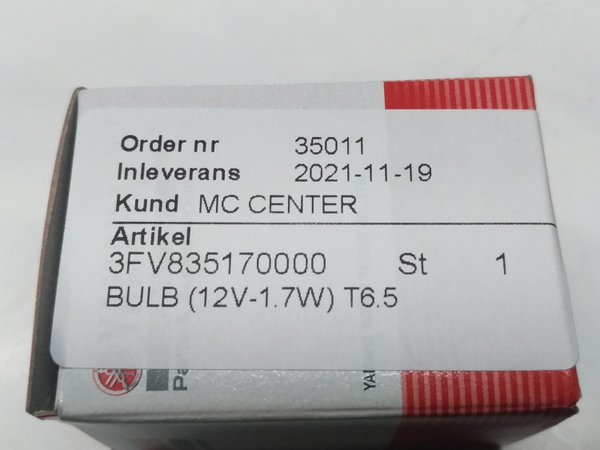 Order nr 35011
Inleverans 2021-11-19
Kund MC CENTER
Artikel
3FV835170000 St 1
BULB (12V-1.7W) T6.5